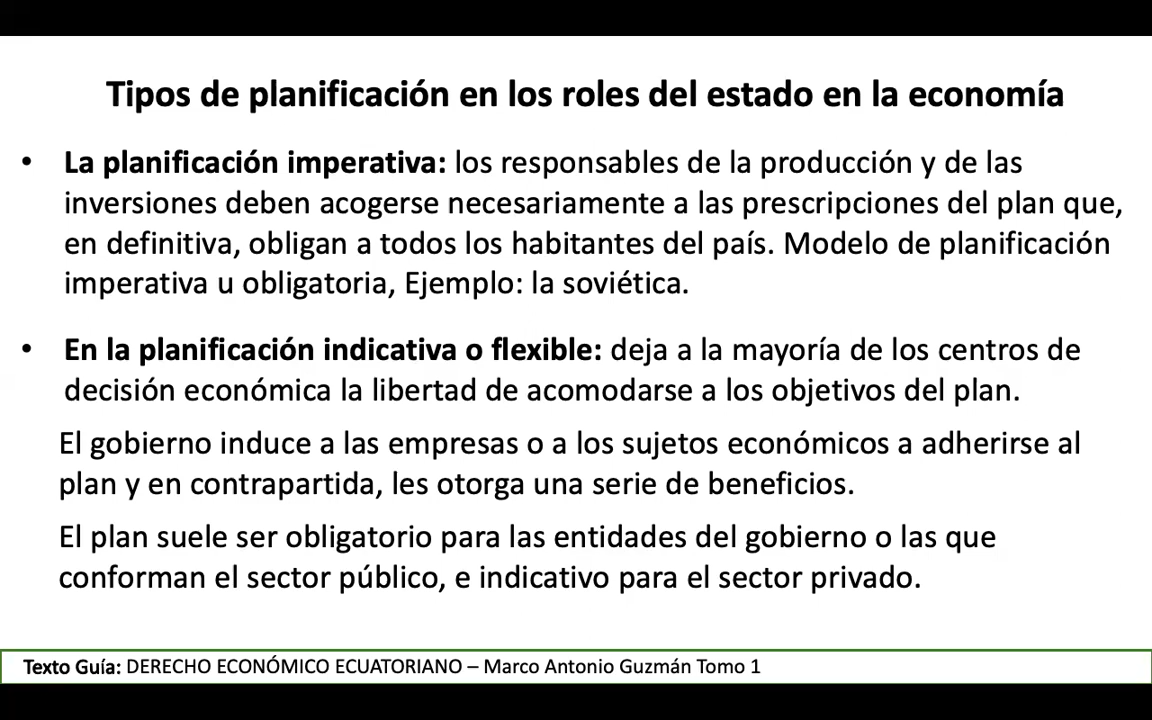 Tipos de planificación en los roles del estado en la economía
• La planificación imperativa: los responsables de la producción y de las
inversiones deben acogerse necesariamente a las prescripciones del plan que,
en definitiva, obligan a todos los habitantes del país. Modelo de planificación
imperativa u obligatoria, Ejemplo: la soviética.
• En la planificación indicativa o flexible: deja a la mayoría de los centros de
decisión económica la libertad de acomodarse a los objetivos del plan.
El gobierno induce a las empresas o a los sujetos económicos a adherirse al
plan y en contrapartida, les otorga una serie de beneficios.
El plan suele ser obligatorio para las entidades del gobierno o las que
conforman el sector público, e indicativo para el sector privado.
Texto Guía: DERECHO ECONÓMICO ECUATORIANO – Marco Antonio Guzmán Tomo 1